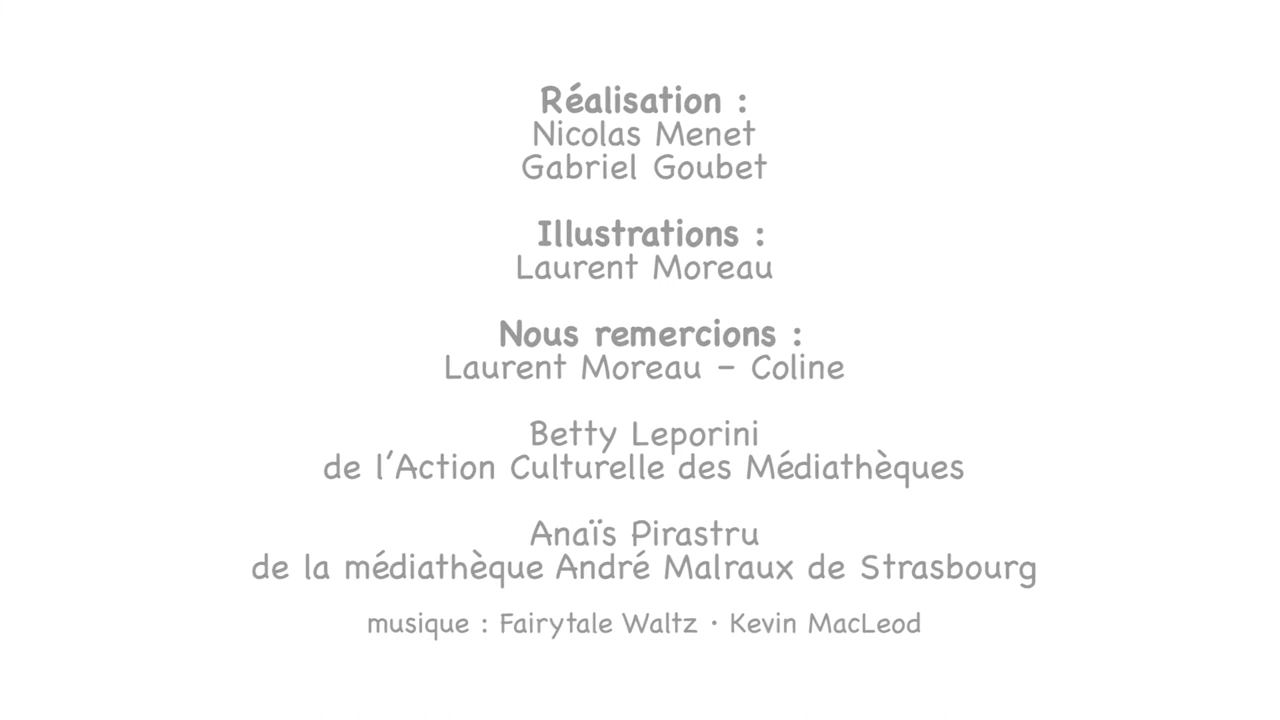 Réalisation :
Nicolas Menet
Gabriel Goubet
Illustrations :
Laurent Moreau
Nous remercions :
Laurent Moreau – Coline
Betty Leporini
de l'Action Culturelle des Médiathèques
Anaïs Pirastru
de la médiathèque André Malraux de Strasbourg
musique : Fairytale Waltz · Kevin MacLeod